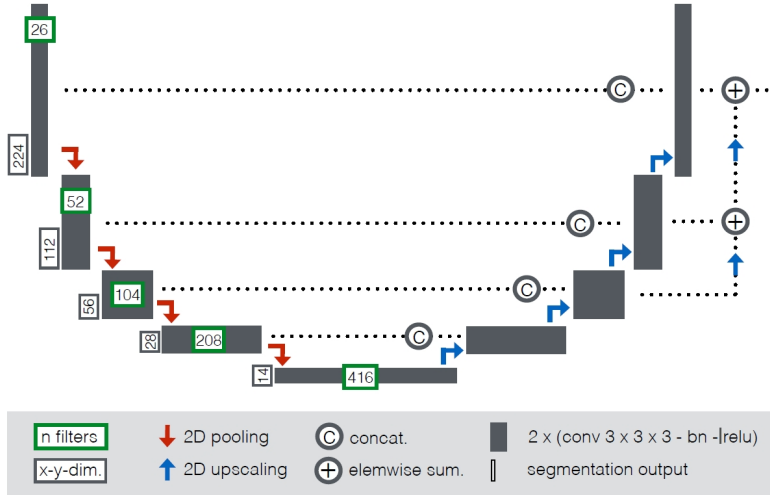 26
224
52
112
104
56
208
28
416
14
C
C
C
C
n filters
2D pooling
C concat.
2 x (conv 3 x 3 x 3 - bn -lrelu)
x-y-dim.
2D upscaling
elemwise sum.
segmentation output